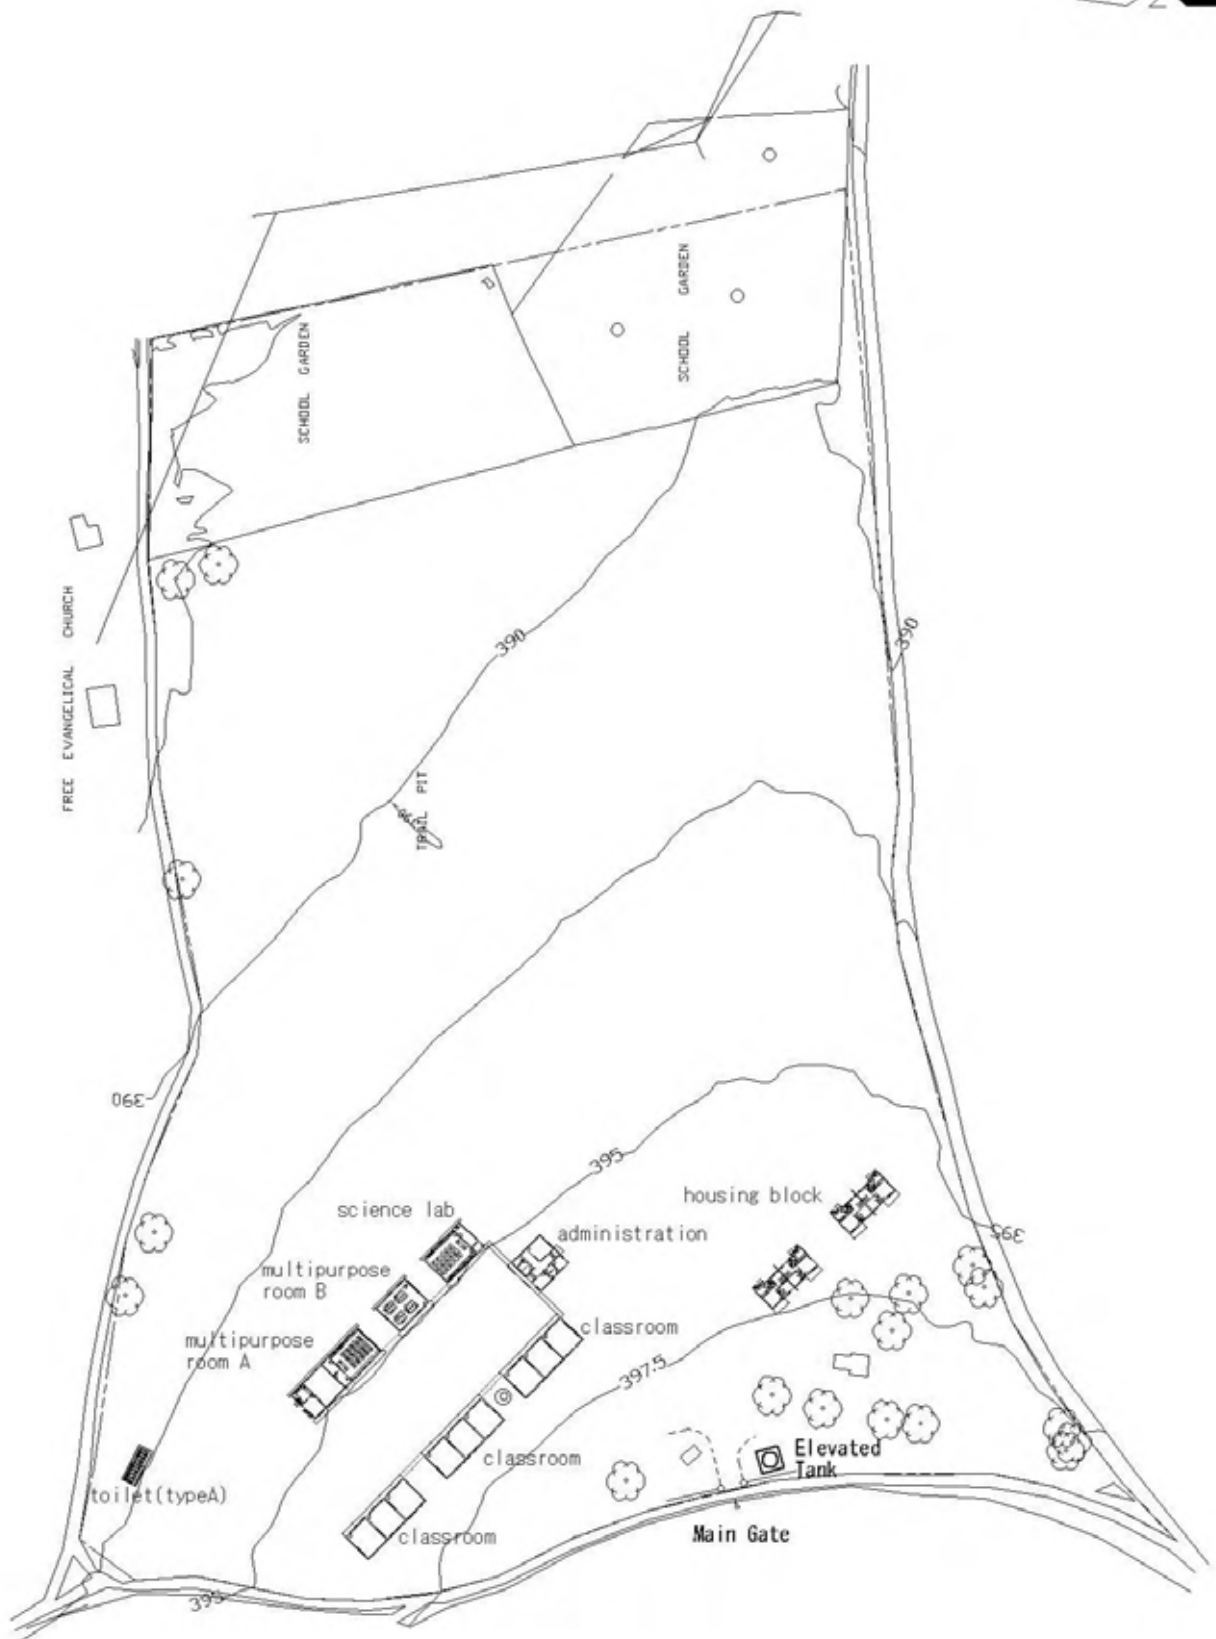 SCHOOL GARDEN
SCHOOL GARDEN
FREE EVANGELICAL CHURCH
390
390
TRAIL PIT
390
395
housing block
science lab
administration
395
multipurpose
room B
classroom
multipurpose
room A
397.5
Elevated
Tank
classroom
toilet(typeA)
classroom
Main Gate
395